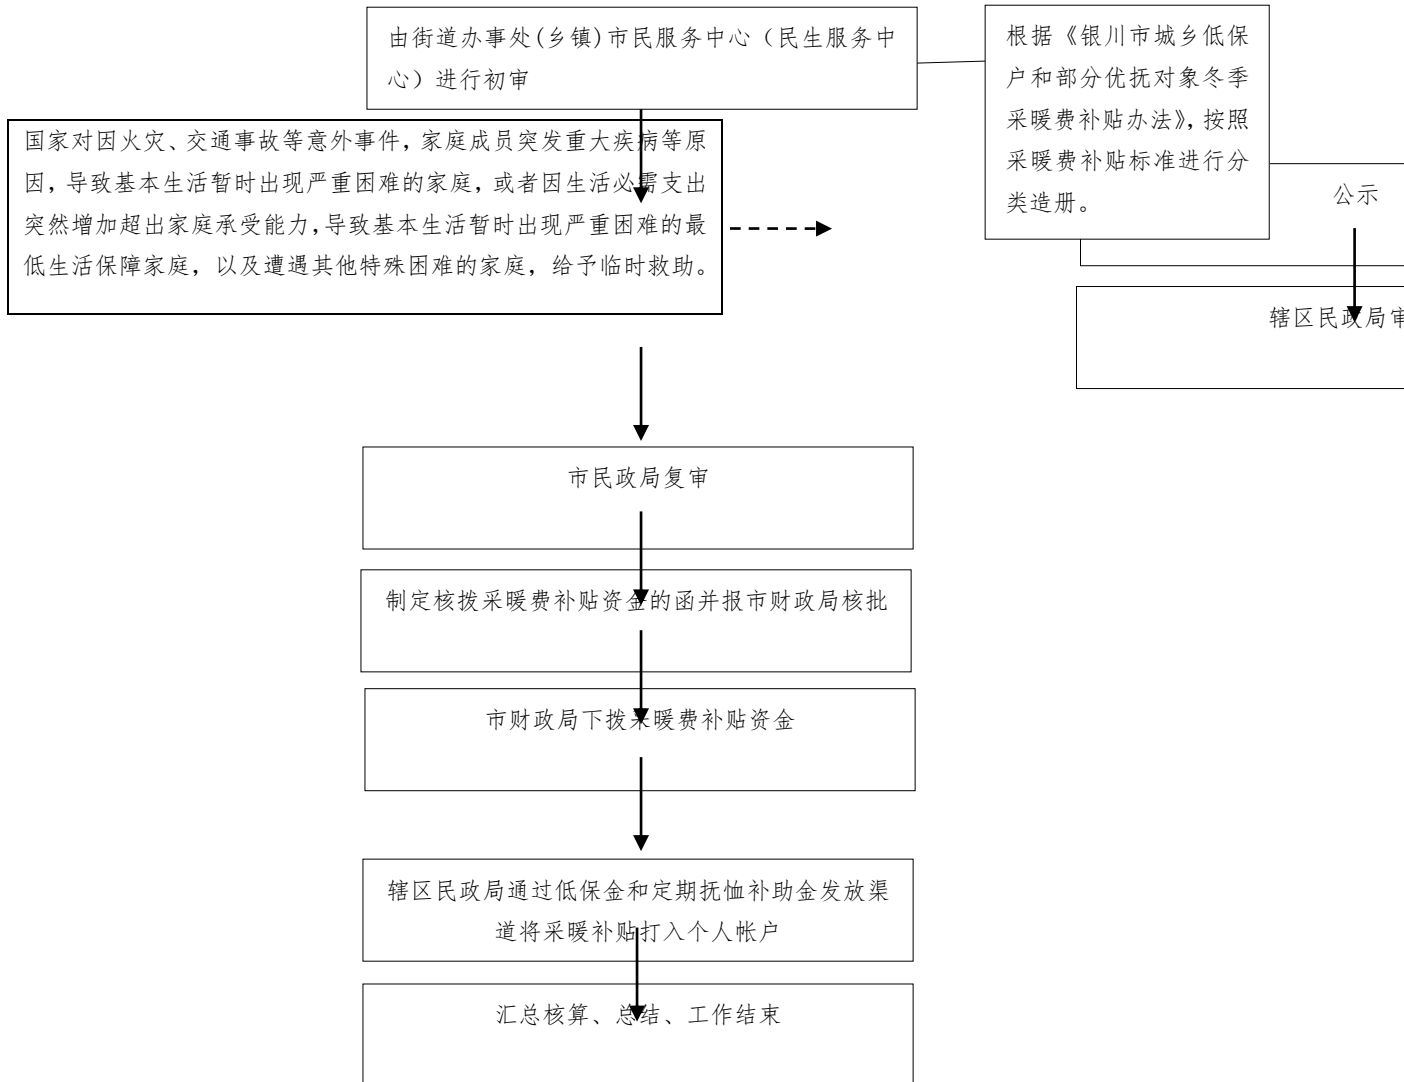 由街道办事处(乡镇)市民服务中心（民生服务中
心）进行初审
根据《银川市城乡低保
户和部分优抚对象冬季
采暖费补贴办法》，按照
采暖费补贴标准进行分
类造册。
国家对因火灾、交通事故等意外事件，家庭成员突发重大疾病等原
因，导致基本生活暂时出现严重困难的家庭，或者因生活必需支出
突然增加超出家庭承受能力，导致基本生活暂时出现严重困难的最
低生活保障家庭，以及遭遇其他特殊困难的家庭，给予临时救助。
公示
辖区民政局审
市民政局复审
制定核拨采暖费补贴资金的函并报市财政局核批
市财政局下拨采暖费补贴资金
辖区民政局通过低保金和定期抚恤补助金发放渠
道将采暖补贴打入个人帐户
汇总核算、总结、工作结束